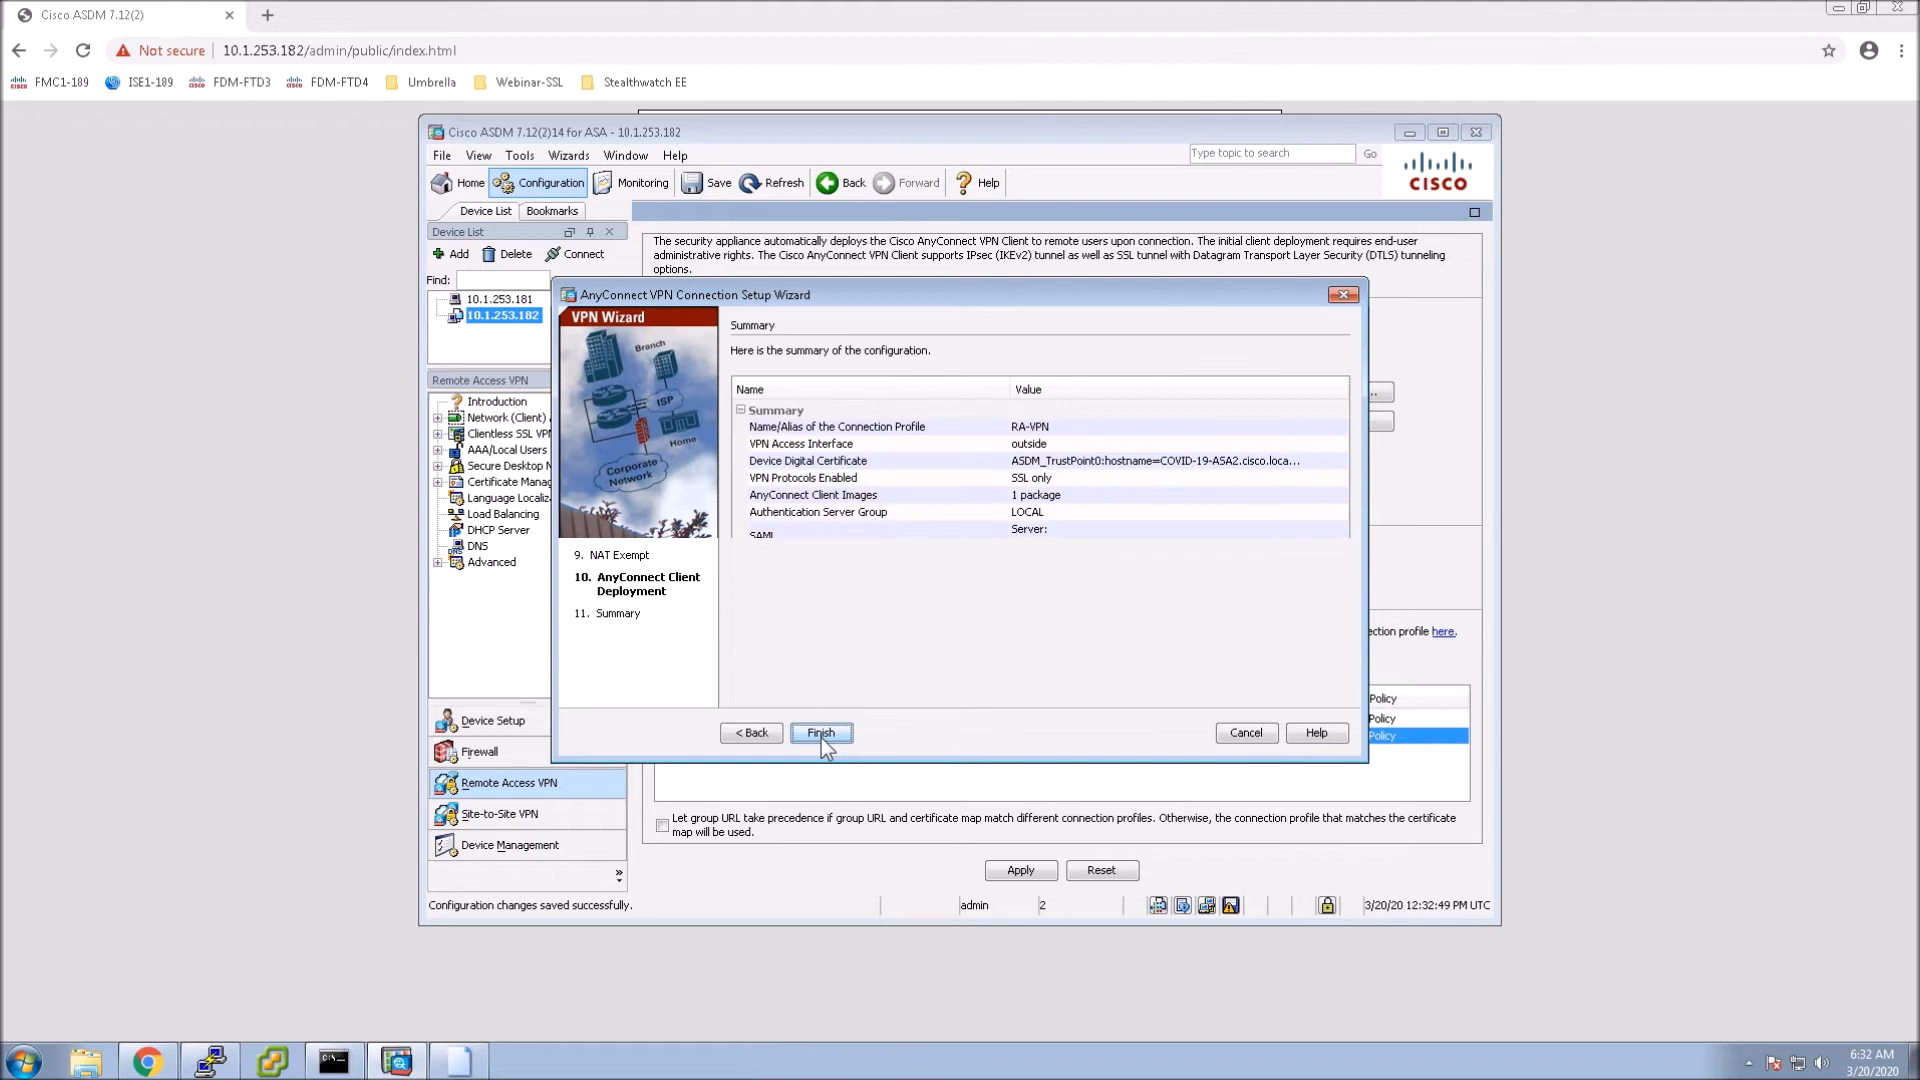 Cisco ASDM 7.12(2)
Not secure | 10.1.253.182/admin/public/index.html
FMC1-189 ISE1-189 FDM-FTD3 FDM-FTD4 Umbrella Webinar-SSL Stealthwatch EE
Cisco ASDM 7.12(2)14 for ASA - 10.1.253.182
File View Tools Wizards Window Help
Type topic to search Go
CISCO
Home Configuration Monitoring Save Refresh Back Forward Help
Device List Bookmarks
Device List
Add Delete Connect
Find:
10.1.253.181
10.1.253.182
The security appliance automatically deploys the Cisco AnyConnect VPN Client to remote users upon connection. The initial client deployment requires end-user
administrative rights. The Cisco AnyConnect VPN Client supports IPsec (IKEv2) tunnel as well as SSL tunnel with Datagram Transport Layer Security (DTLS) tunneling
options.
Remote Access VPN
Introduction
Network (Client)
Clientless SSL VPN
AAA/Local Users
Secure Desktop M
Certificate Manag
Language Localiz
Load Balancing
DHCP Server
DNS
Advanced
Device Setup
Firewall
Remote Access VPN
Site-to-Site VPN
Device Management
AnyConnect VPN Connection Setup Wizard
VPN Wizard
Branch
ISP
Home
Corporate
Network
9. NAT Exempt
10. AnyConnect Client
Deployment
11. Summary
Summary
Here is the summary of the configuration.
Name Value
Summary
Name/Alias of the Connection Profile RA-VPN
VPN Access Interface outside
Device Digital Certificate ASDM_TrustPoint0:hostname=COVID-19-ASA2.cisco.loca...
VPN Protocols Enabled SSL only
AnyConnect Client Images 1 package
Authentication Server Group LOCAL
SAML Server:
< Back Finish Cancel Help
ection profile here.
Policy
Policy
Policy
Let group URL take precedence if group URL and certificate map match different connection profiles. Otherwise, the connection profile that matches the certificate
map will be used.
Apply Reset
Configuration changes saved successfully. admin 2 3/20/20 12:32:49 PM UTC
6:32 AM
3/20/2020